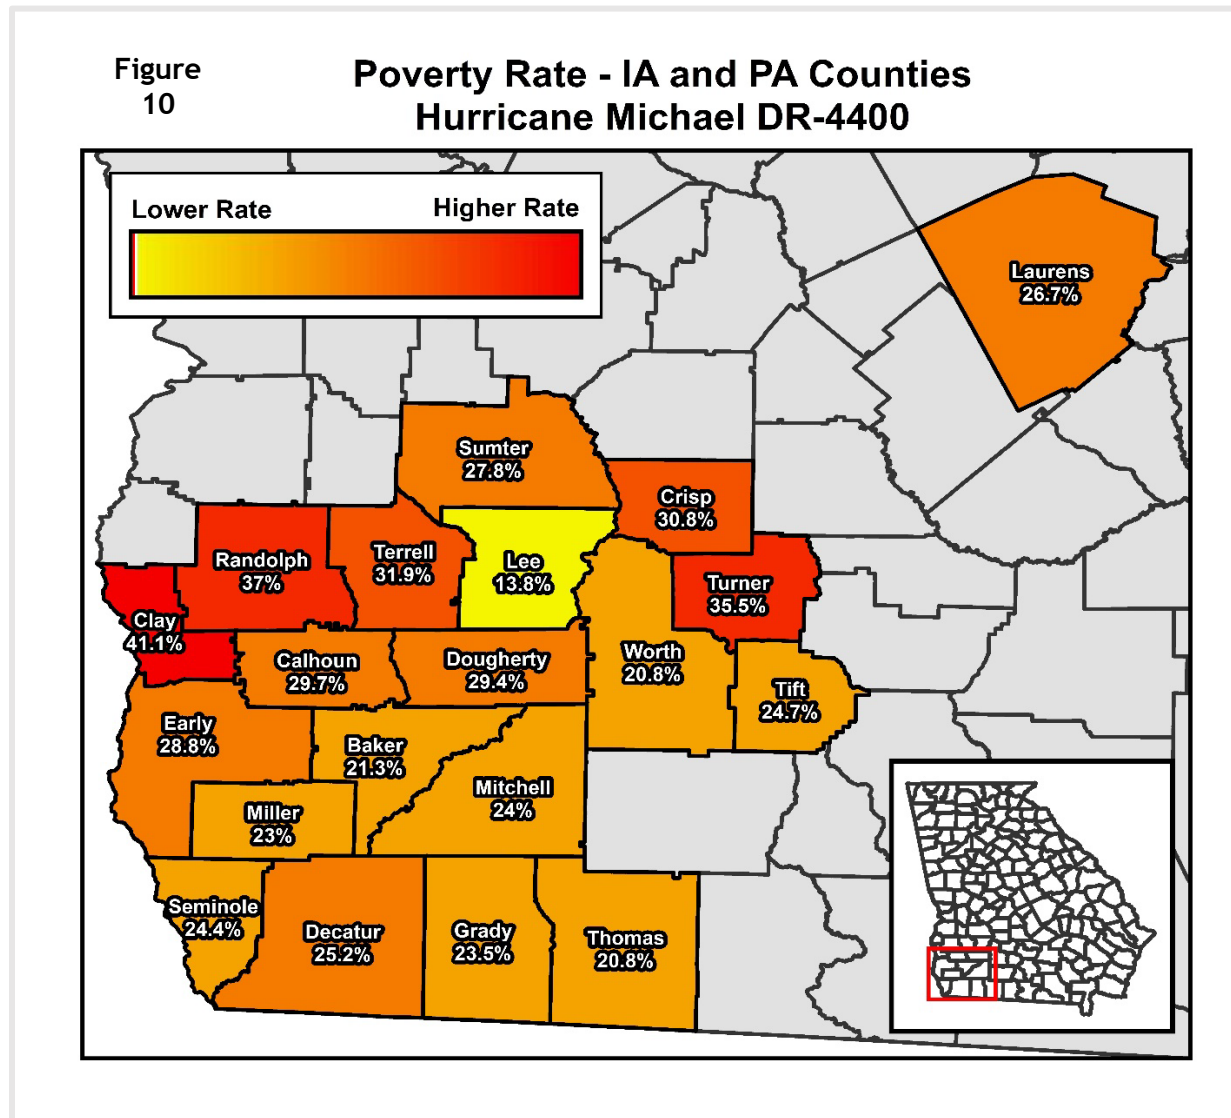 Figure
10
Poverty Rate - IA and PA Counties
Hurricane Michael DR-4400
Lower Rate
Higher Rate
Laurens
26.7%
Sumter
27.8%
Crisp
30.8%
Randolph
37%
Terrell
31.9%
Lee
13.8%
Turner
35.5%
Clay
41.1%
Calhoun
29.7%
Dougherty
29.4%
Worth
20.8%
Tift
24.7%
Early
28.8%
Baker
21.3%
Mitchell
24%
Miller
23%
Seminole
24.4%
Decatur
25.2%
Grady
23.5%
Thomas
20.8%